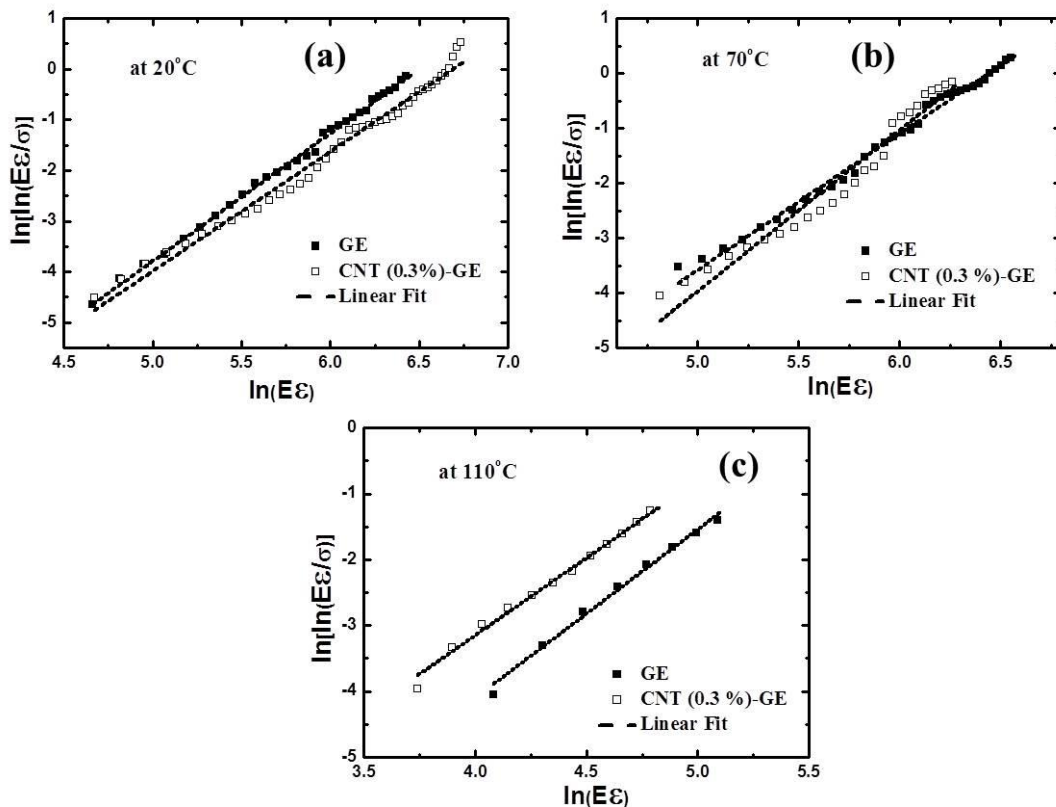 1
0
-1
-2
-3
-4
-5
ln[ln(Eε/σ)]
at 20°C
(a)
GE
CNT (0.3%)-GE
Linear Fit
4.5 5.0 5.5 6.0 6.5 7.0
ln(Eε)
1
0
-1
-2
-3
-4
-5
ln[ln(Eε/σ)]
at 70°C
(b)
GE
CNT (0.3 %)-GE
Linear Fit
5.0 5.5 6.0 6.5
ln(Eε)
0
-1
-2
-3
-4
-5
ln[ln(Eε/σ)]
at 110°C
(c)
GE
CNT (0.3 %)-GE
Linear Fit
3.5 4.0 4.5 5.0 5.5
ln(Eε)